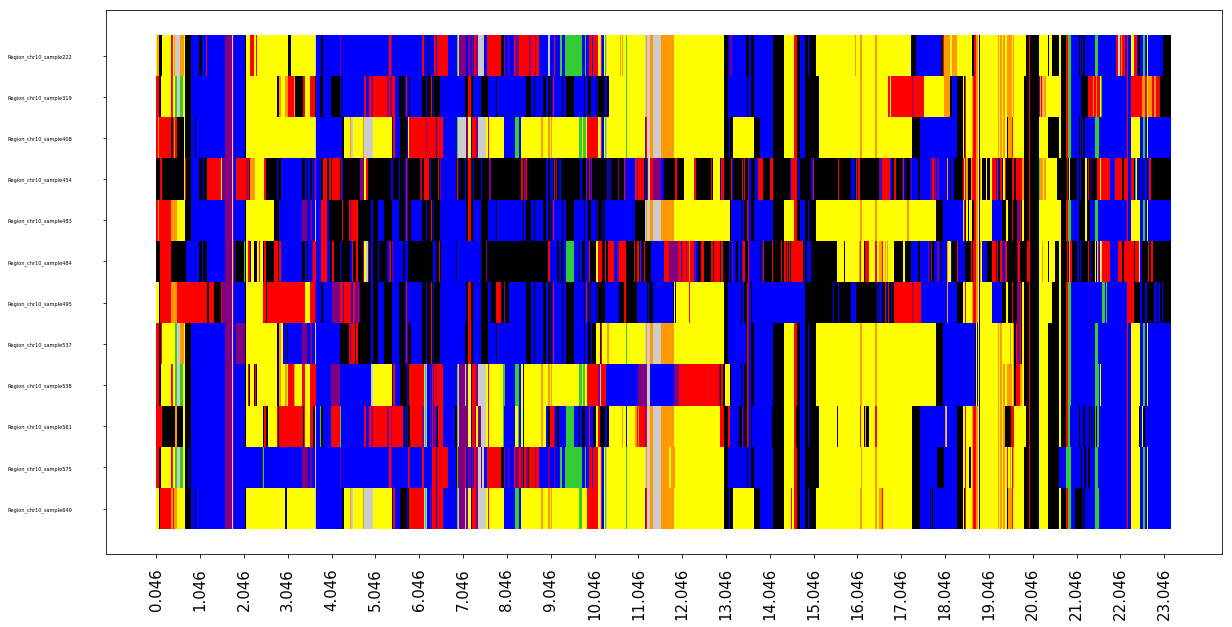 Region_chr10_sample222
Region_chr10_sample319
Region_chr10_sample408
Region_chr10_sample454
Region_chr10_sample483
Region_chr10_sample484
Region_chr10_sample495
Region_chr10_sample537
Region_chr10_sample538
Region_chr10_sample561
Region_chr10_sample575
Region_chr10_sample649
0.046
1.046
2.046
3.046
4.046
5.046
6.046
7.046
8.046
9.046
10.046
11.046
12.046
13.046
14.046
15.046
16.046
17.046
18.046
19.046
20.046
21.046
22.046
23.046